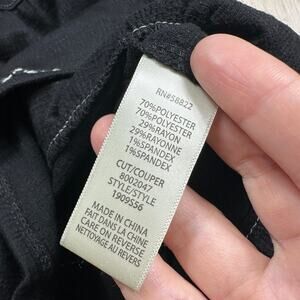 RN#58822
70%POLYESTER
70%POLYESTER
29%RAYON
29%RAYONNE
1%SPANDEX
1%SPANDEX
CUT/COUPER
8002047
STYLE/STYLE
1909556
MADE IN CHINA
FAIT DANS LA CHINE
CARE ON REVERSE
NETTOYAGE AU REVERS